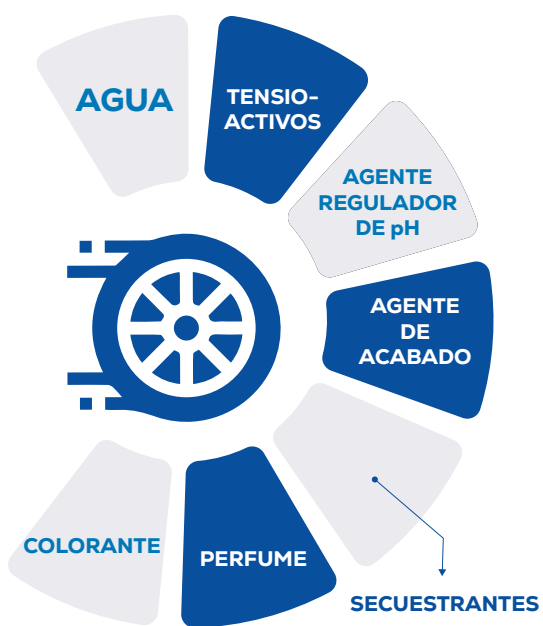 AGUA
TENSIO-
ACTIVOS
AGENTE
REGULADOR
DE pH
AGENTE
DE
ACABADO
SECUESTRANTES
PERFUME
COLORANTE